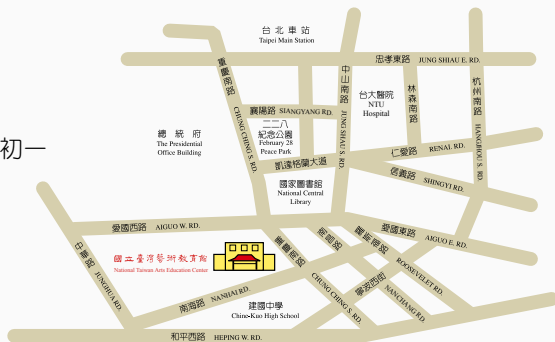 台北車站
Taipei Main Station
忠孝東路 JUNG SHIAU E. RD.
重慶南路
CHUNG CHING S. RD.
中山南路
JUNG SHAU S. RD.
台大醫院
NTU
Hospital
林森南路
杭州南路
HANGHOU S. RD.
襄陽路 SIANGYANG RD.
二二八
紀念公園
February 28
Peace Park
總統府
The Presidential
Office Building
初一
凱達格蘭大道
仁愛路 RENAI. RD.
信義路 SHINGYI RD.
國家圖書館
National Central
Library
愛國西路 AIGUO W. RD.
愛國東路 AIGUO E. RD.
中華路 JUNGHUA RD.
國立臺灣藝術教育館
National Taiwan Arts Education Center
重慶南路
CHUNG CHING S. RD.
羅斯福路
ROOSEVELET RD.
南昌路
NANCHANG RD.
寧波西街
南海路 NANHAI RD.
建國中學
Chine-Kuo High School
和平西路 HEPING W. RD.